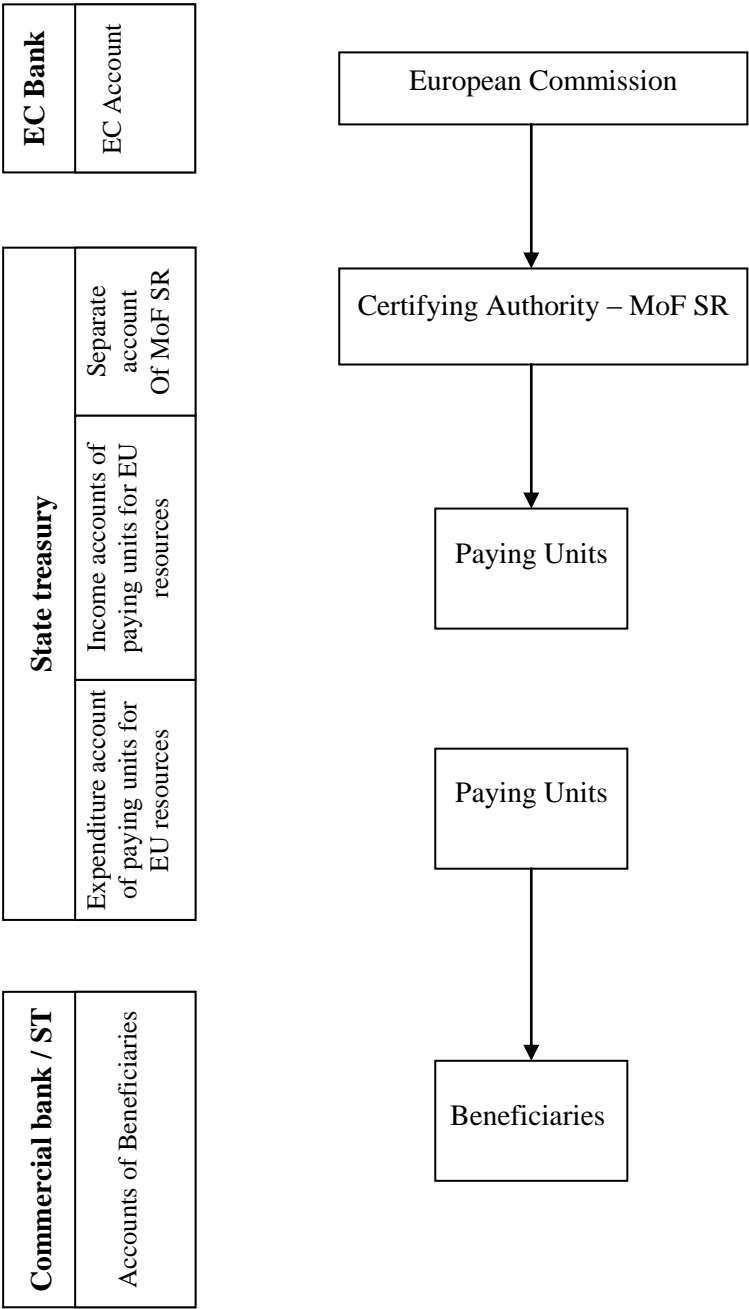 EC Bank
EC Account
European Commission
State treasury
Separate
account
Of MoF SR
Certifying Authority – MoF SR
Income accounts of
paying units for EU
resources
Paying Units
Expenditure account
of paying units for
EU resources
Paying Units
Commercial bank / ST
Accounts of Beneficiaries
Beneficiaries